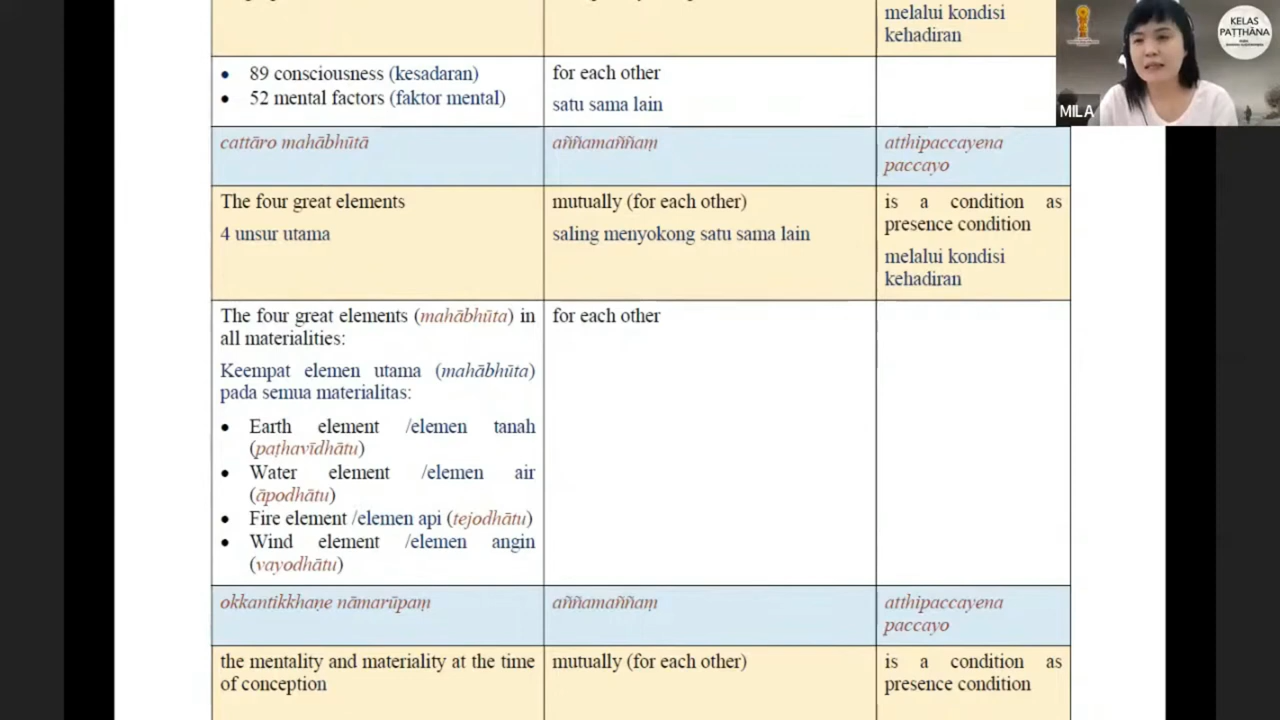 melalui kondisi
kehadiran
• 89 consciousness (kesadaran)
• 52 mental factors (faktor mental)
for each other
satu sama lain
cattāro mahābhūtā
aññamaññaṃ
atthipaccayena
paccayo
The four great elements
4 unsur utama
mutually (for each other)
saling menyokong satu sama lain
is a condition as
presence condition
melalui kondisi
kehadiran
The four great elements (mahābhūta) in
all materialities:
Keempat elemen utama (mahābhūta)
pada semua materialitas:
• Earth element /elemen tanah
(paṭhavīdhātu)
• Water element /elemen air
(āpodhātu)
• Fire element /elemen api (tejodhātu)
• Wind element /elemen angin
(vayodhātu)
for each other
okkantikkhaṇe nāmarūpaṃ
aññamaññaṃ
atthipaccayena
paccayo
the mentality and materiality at the time
of conception
mutually (for each other)
is a condition as
presence condition
MILA
KELAS
PAṬṬHĀNA